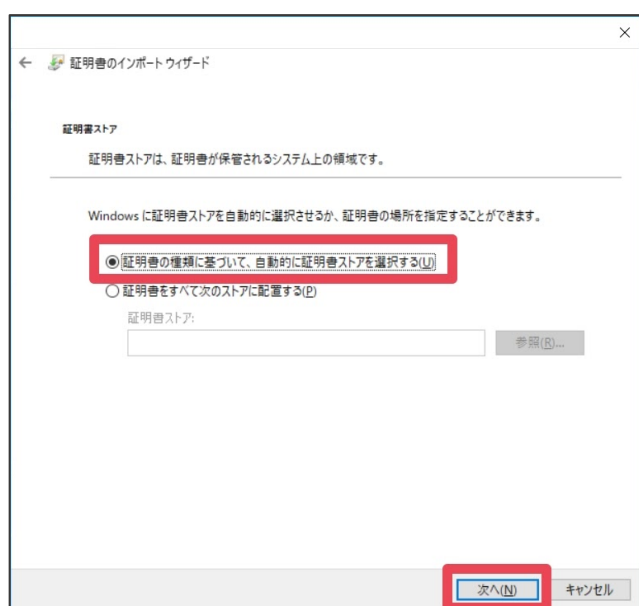 証明書のインポート ウィザード
証明書ストア
証明書ストアは、証明書が保管されるシステム上の領域です。
Windows に証明書ストアを自動的に選択させるか、証明書の場所を指定することができます。
証明書の種類に基づいて、自動的に証明書ストアを選択する(U)
証明書をすべて次のストアに配置する(P)
証明書ストア:
参照(R)...
次へ(N)
キャンセル